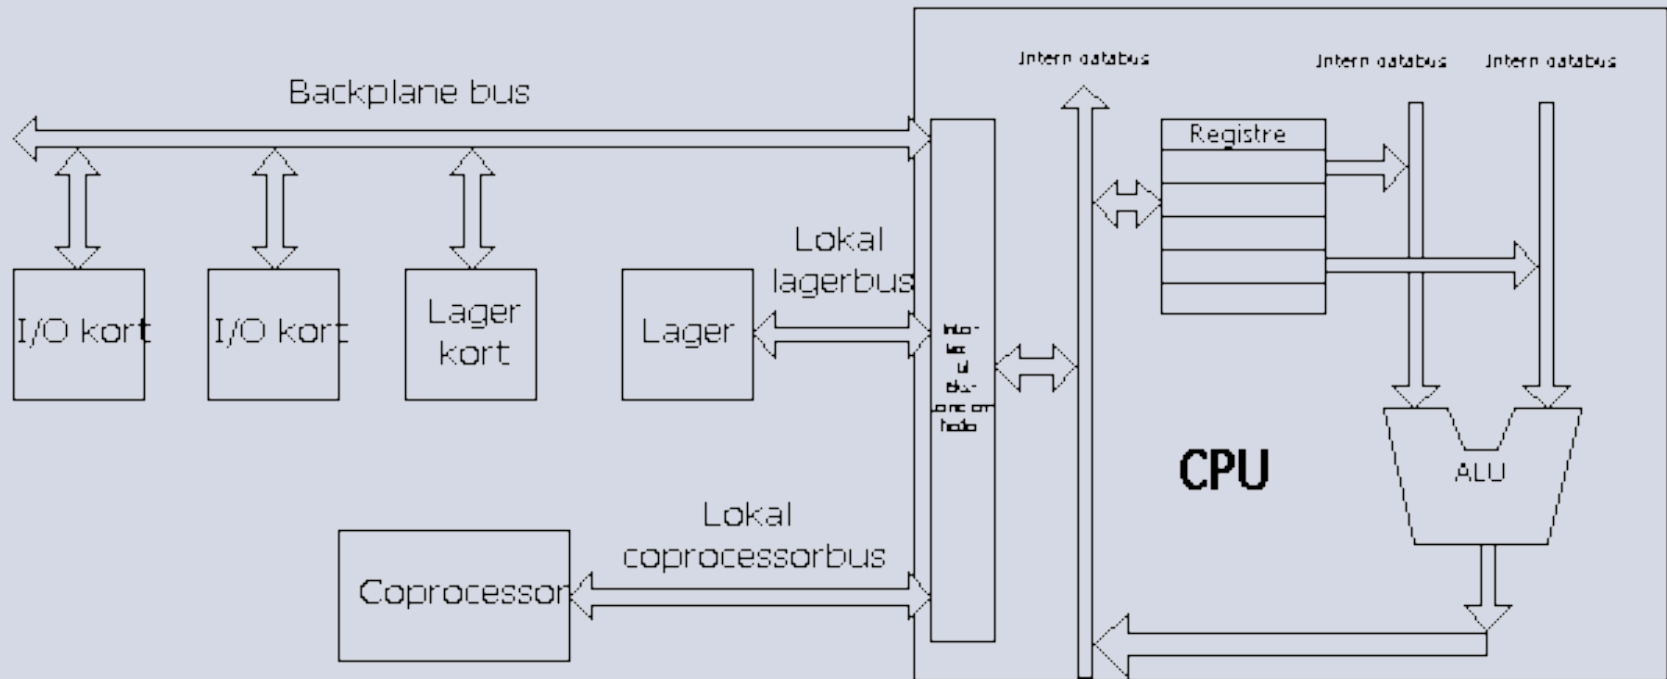 Intern databus
Intern databus
Intern databus
Backplane bus
Registre
Lokal
lagerbus
I/O kort
I/O kort
Lager
kort
Lager
CPU
ALU
Lokal
coprocessorbus
Coprocessor